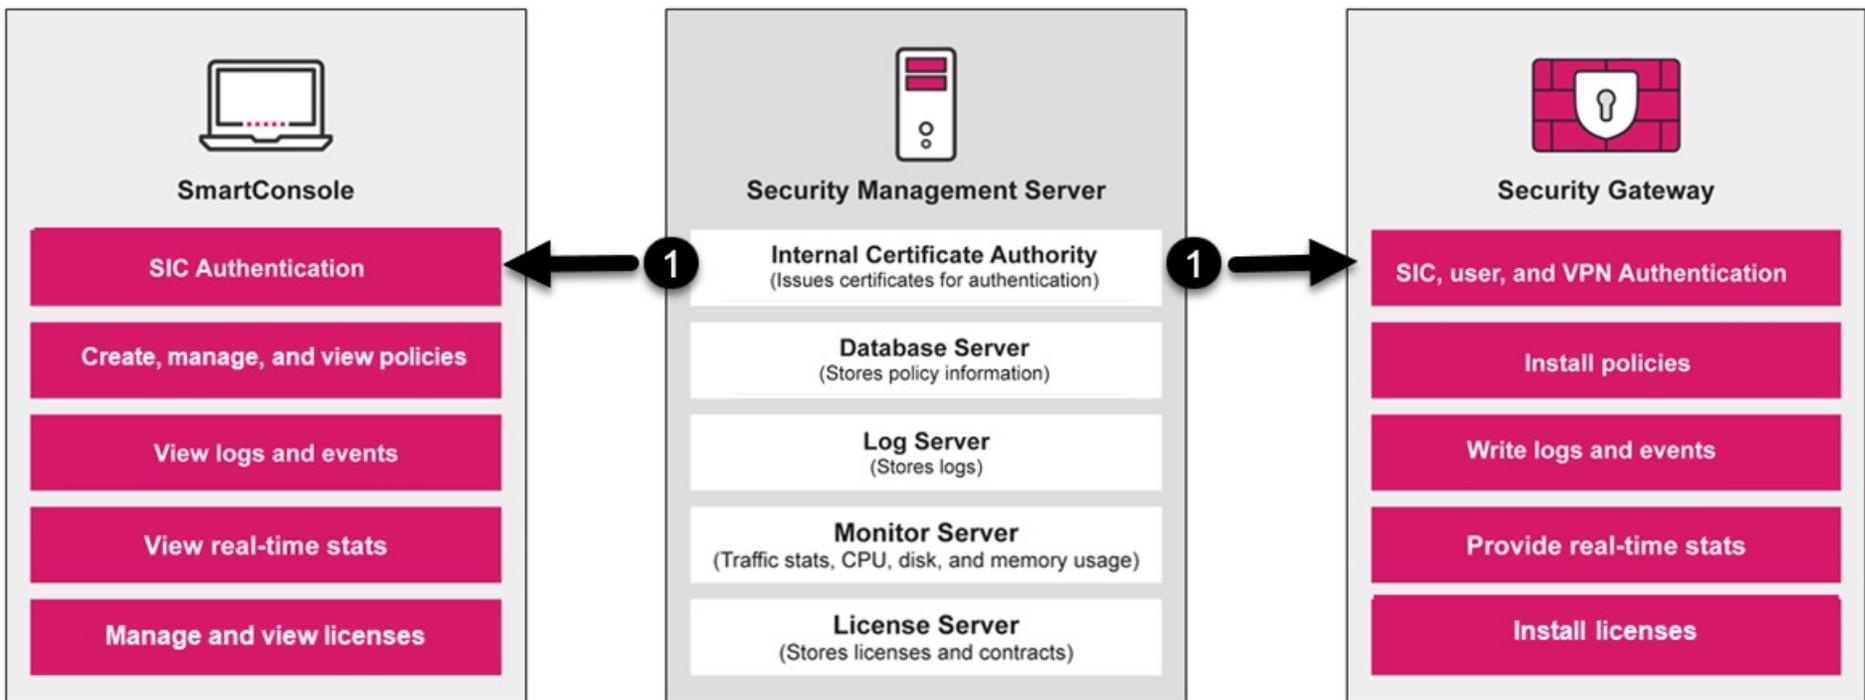 SmartConsole
SIC Authentication
Create, manage, and view policies
View logs and events
View real-time stats
Manage and view licenses
1
Security Management Server
Internal Certificate Authority
(Issues certificates for authentication)
Database Server
(Stores policy information)
Log Server
(Stores logs)
Monitor Server
(Traffic stats, CPU, disk, and memory usage)
License Server
(Stores licenses and contracts)
1
Security Gateway
SIC, user, and VPN Authentication
Install policies
Write logs and events
Provide real-time stats
Install licenses